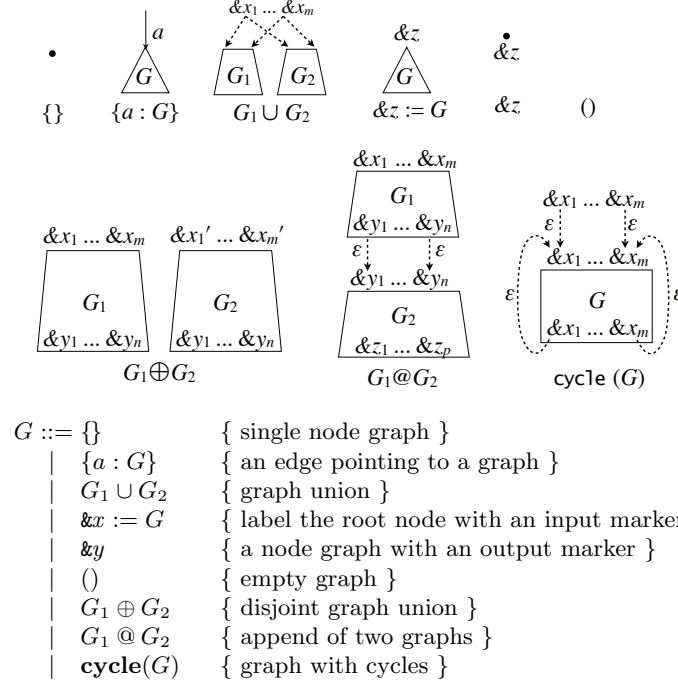 &x₁ ... &xₘ
a &z
G G₁ G₂ G &z
{} {a : G} G₁ ∪ G₂ &z := G &z ()
&x₁ ... &xₘ
G₁
&y₁ ... &yₙ
&x₁ ... &xₘ &x₁′ ... &xₘ′
G₁ G₂
&y₁ ... &yₙ &y₁ ... &yₙ
G₁⊕G₂
ε ε
&y₁ ... &yₙ
G₂
&z₁ ... &zₚ
G₁@G₂
&x₁ ... &xₘ
ε ε
&x₁ ... &xₘ
ε G ε
&x₁ ... &xₘ
cycle (G)
G ::= {} { single node graph }
| {a : G} { an edge pointing to a graph }
| G₁ ∪ G₂ { graph union }
| &x := G { label the root node with an input marker
| &y { a node graph with an output marker }
| () { empty graph }
| G₁ ⊕ G₂ { disjoint graph union }
| G₁ @ G₂ { append of two graphs }
| cycle(G) { graph with cycles }